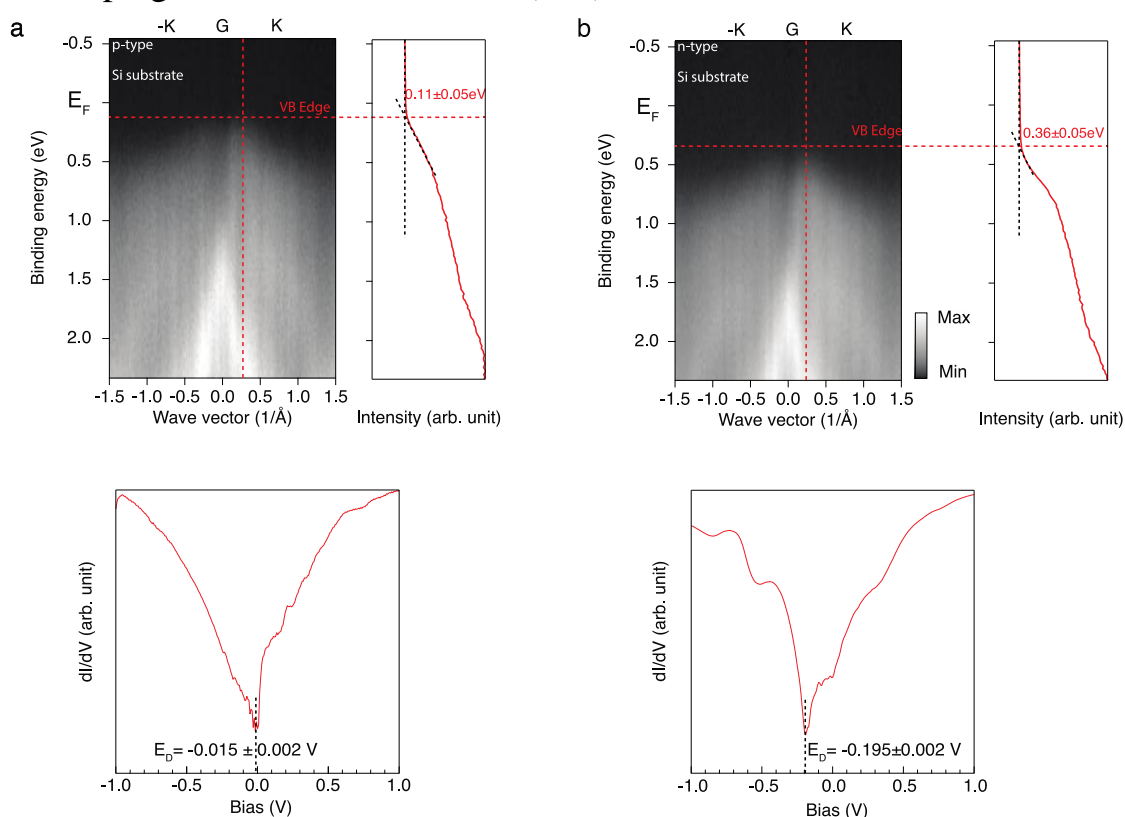 a
-K G K
-0.5
E_F
0.5
1.0
1.5
2.0
Binding energy (eV)
p-type
Si substrate
VB Edge
0.11±0.05eV
-1.5 -1.0 0.0 0.5 1.0 1.5
Wave vector (1/Å)
Intensity (arb. unit)
b
-K G K
-0.5
E_F
0.5
1.0
1.5
2.0
Binding energy (eV)
n-type
Si substrate
VB Edge
0.36±0.05eV
Max
Min
-1.5 -1.0 0.0 0.5 1.0 1.5
Wave vector (1/Å)
Intensity (arb. unit)
dI/dV (arb. unit)
E_D= -0.015 ± 0.002 V
-1.0 -0.5 0.0 0.5 1.0
Bias (V)
dI/dV (arb. unit)
E_D= -0.195±0.002 V
-1.0 -0.5 0.0 0.5 1.0
Bias (V)